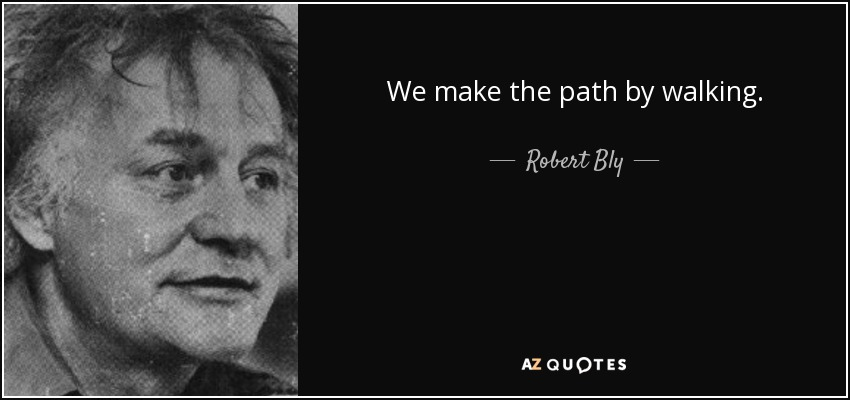 We make the path by walking.
— Robert Bly —
AZ QUOTES